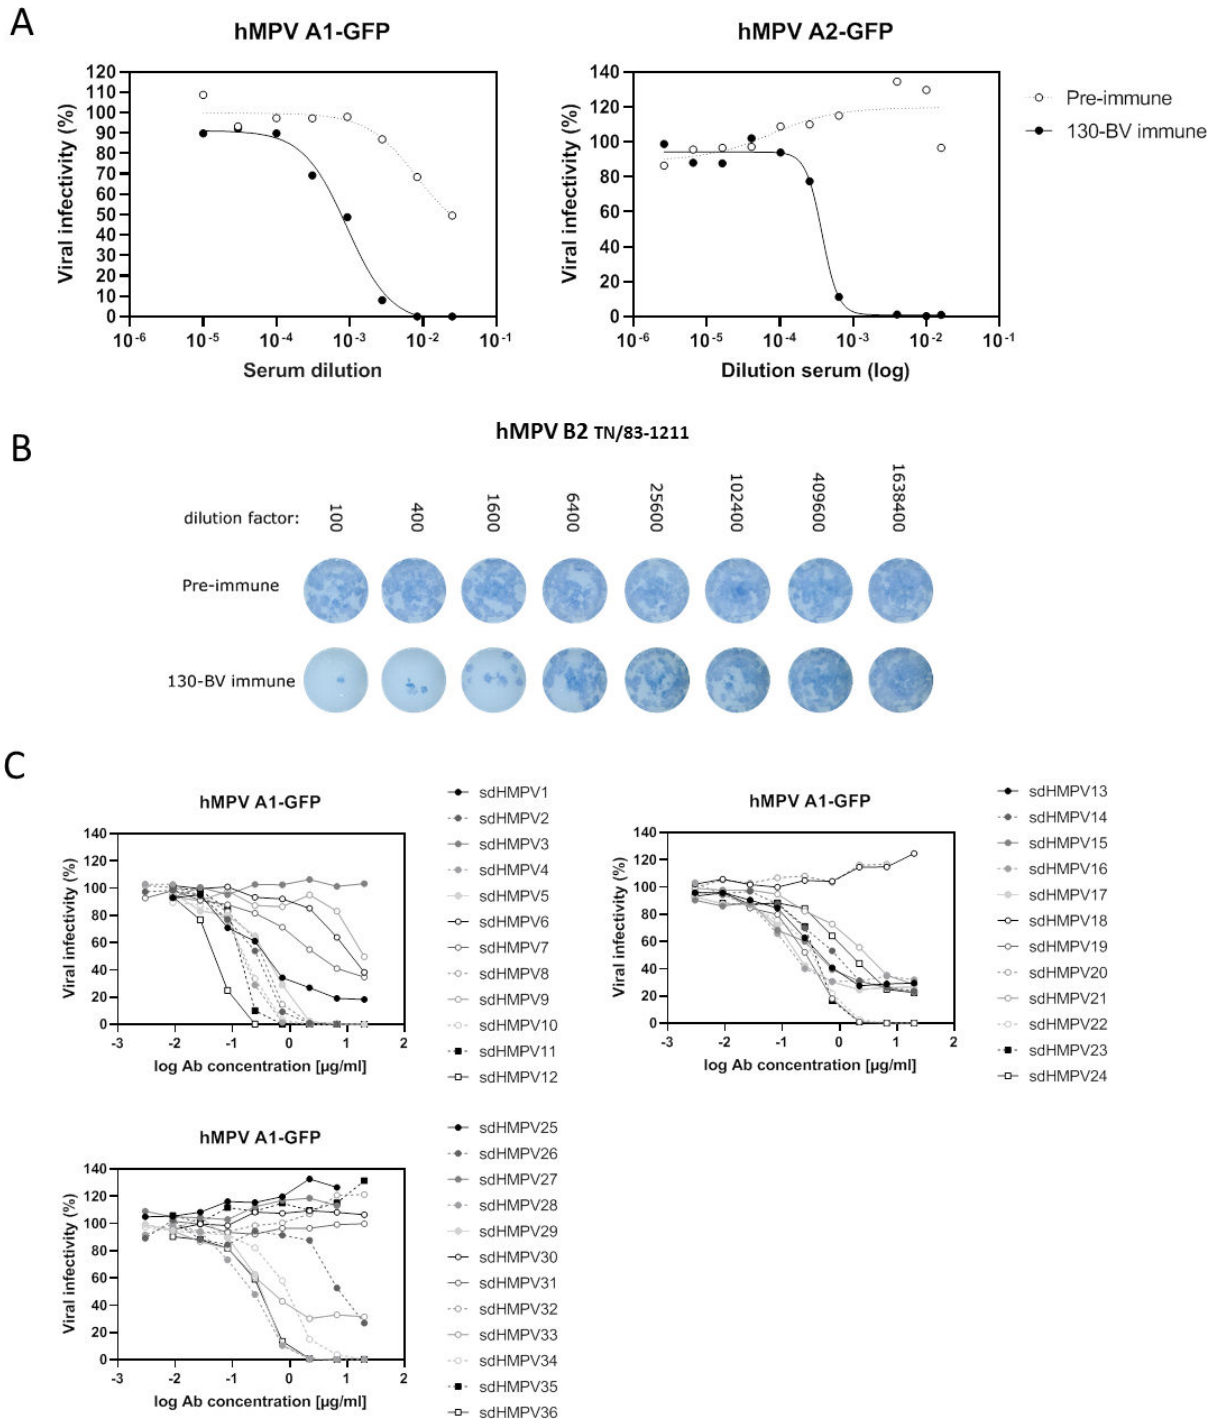 A
hMPV A1-GFP
Viral infectivity (%)
120
110
100
90
80
70
60
50
40
30
20
10
0
10-6
10-5
10-4
10-3
10-2
10-1
Serum dilution
hMPV A2-GFP
Viral infectivity (%)
140
120
100
80
60
40
20
0
10-6
10-5
10-4
10-3
10-2
10-1
Dilution serum (log)
Pre-immune
130-BV immune
B
hMPV B2 TN/83-1211
dilution factor:
100
400
1600
6400
25600
102400
409600
1638400
Pre-immune
130-BV immune
C
hMPV A1-GFP
Viral infectivity (%)
140
120
100
80
60
40
20
0
-3
-2
-1
0
1
2
log Ab concentration [µg/ml]
sdHMPV1
sdHMPV2
sdHMPV3
sdHMPV4
sdHMPV5
sdHMPV6
sdHMPV7
sdHMPV8
sdHMPV9
sdHMPV10
sdHMPV11
sdHMPV12
hMPV A1-GFP
Viral infectivity (%)
140
120
100
80
60
40
20
0
-3
-2
-1
0
1
2
log Ab concentration [µg/ml]
sdHMPV13
sdHMPV14
sdHMPV15
sdHMPV16
sdHMPV17
sdHMPV18
sdHMPV19
sdHMPV20
sdHMPV21
sdHMPV22
sdHMPV23
sdHMPV24
hMPV A1-GFP
Viral infectivity (%)
140
120
100
80
60
40
20
0
-3
-2
-1
0
1
2
log Ab concentration [µg/ml]
sdHMPV25
sdHMPV26
sdHMPV27
sdHMPV28
sdHMPV29
sdHMPV30
sdHMPV31
sdHMPV32
sdHMPV33
sdHMPV34
sdHMPV35
sdHMPV36